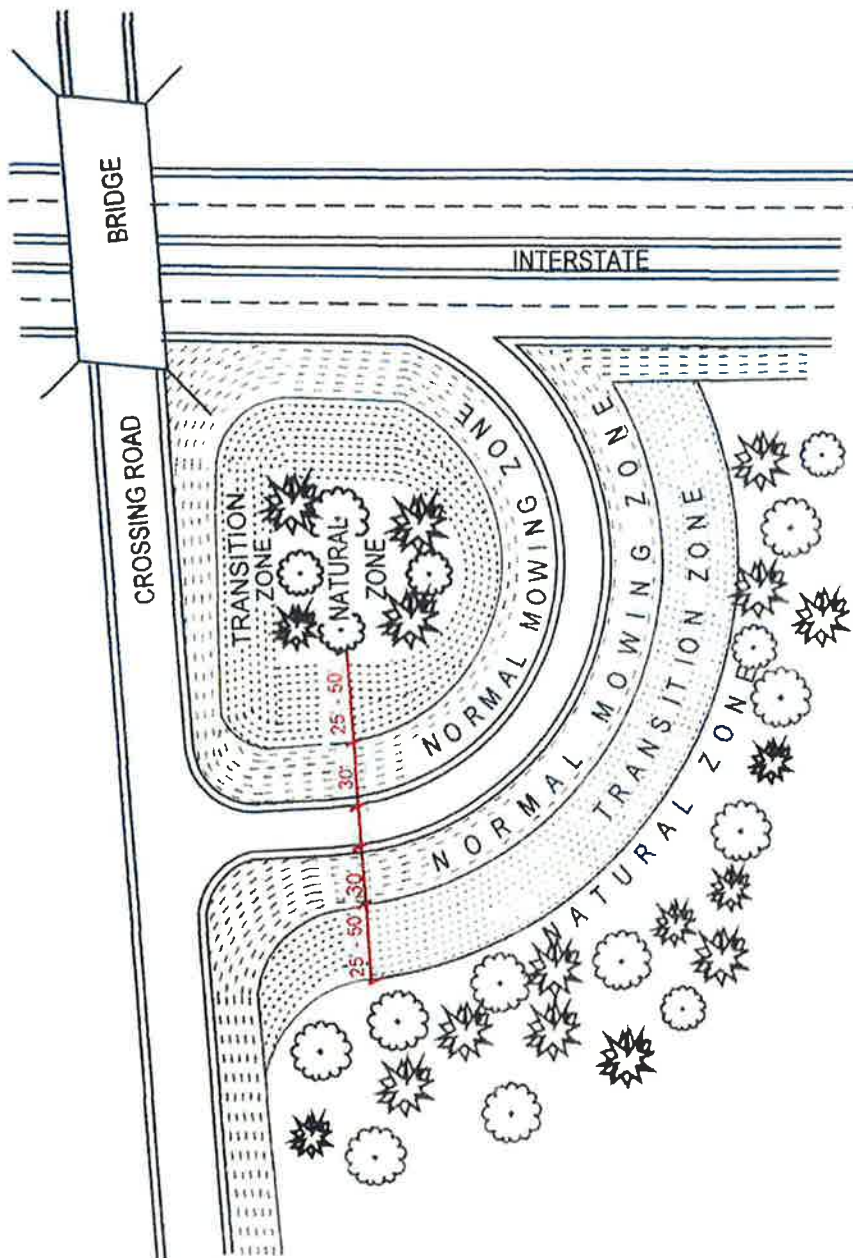 BRIDGE
INTERSTATE
CROSSING ROAD
TRANSITION
ZONE
NATURAL
ZONE
NORMAL MOWING ZONE
NORMAL MOWING ZONE
TRANSITION ZONE
NATURAL ZONE
25' - 50'
30'
30'
25' - 50'